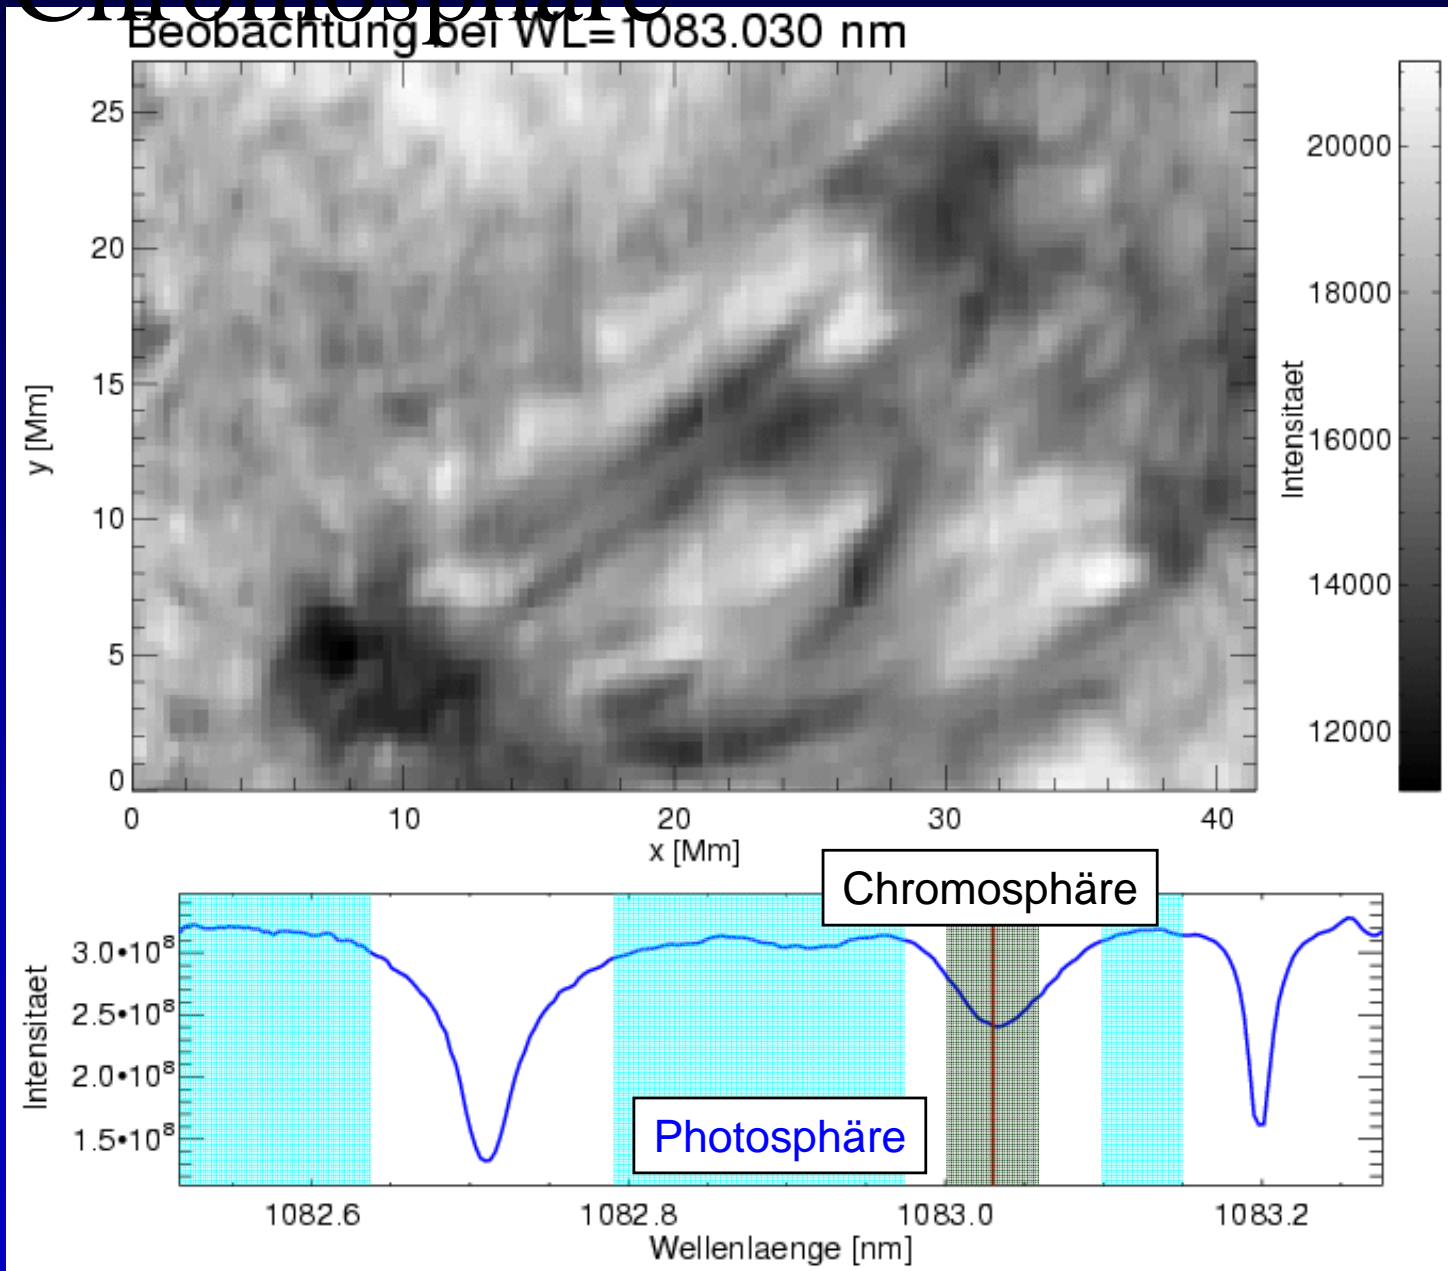 Chromosphäre
Beobachtung bei WL=1083.030 nm
25
20
15
10
5
0
y [Mm]
0 10 20 30 40
x [Mm]
20000
18000
16000
14000
12000
Intensitaet
Chromosphäre
Photosphäre
3.0•10⁸
2.5•10⁸
2.0•10⁸
1.5•10⁸
Intensitaet
1082.6 1082.8 1083.0 1083.2
Wellenlaenge [nm]